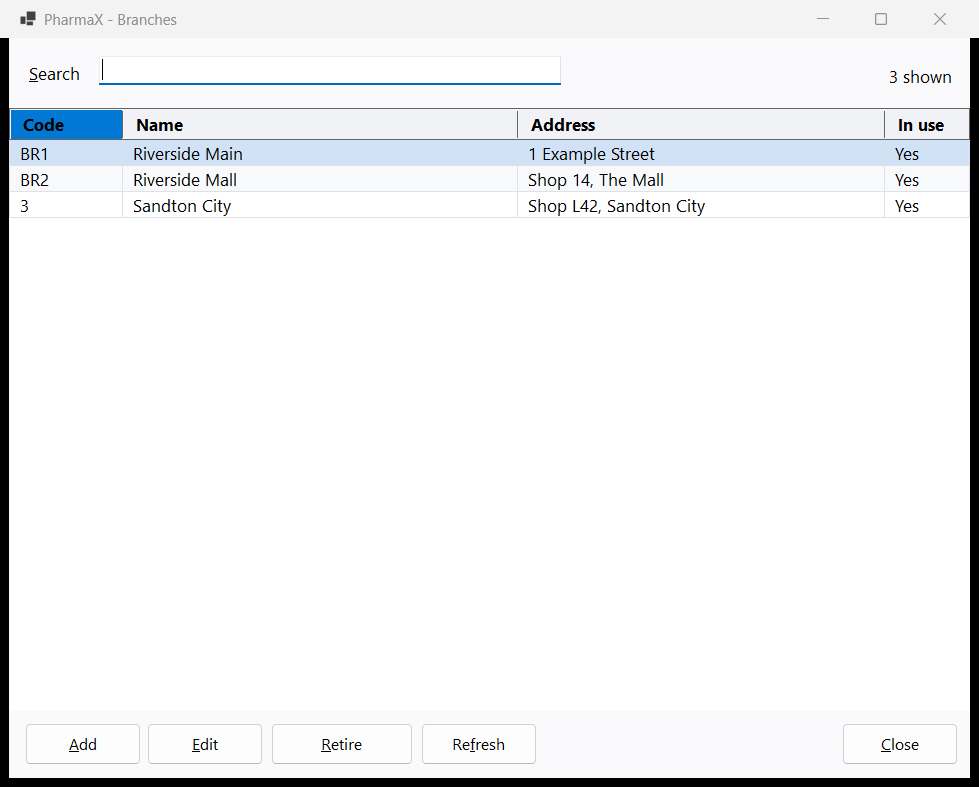 PharmaX - Branches
Search
3 shown
Code Name Address In use
BR1 Riverside Main 1 Example Street Yes
BR2 Riverside Mall Shop 14, The Mall Yes
3 Sandton City Shop L42, Sandton City Yes
Add Edit Retire Refresh Close